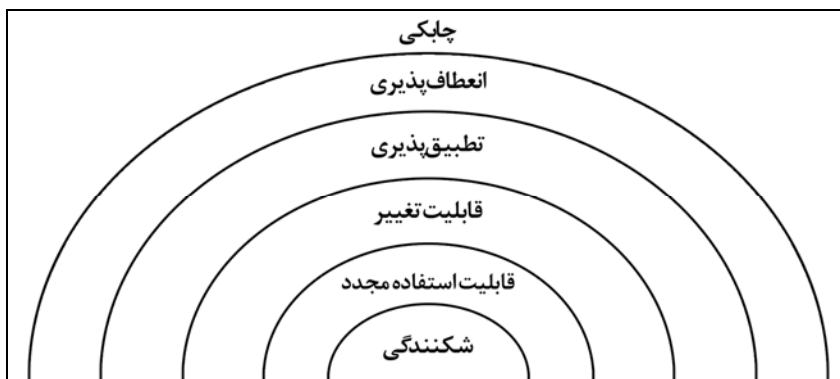 چابکی
انعطاف‌پذیری
تطبیق‌پذیری
قابلیت تغییر
قابلیت استفاده مجدد
شکنندگی